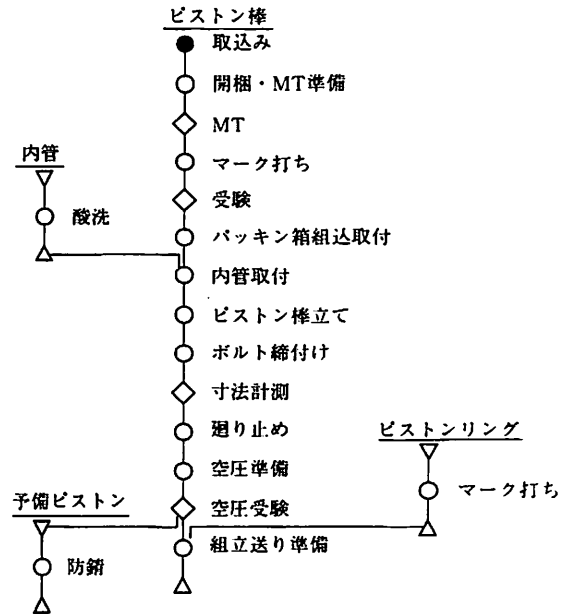 ピストン棒
取込み
開梱・MT準備
MT
マーク打ち
受験
パッキン箱組込取付
内管取付
ピストン棒立て
ボルト締付け
寸法計測
廻り止め
空圧準備
空圧受験
組立送り準備
内管
酸洗
ピストンリング
マーク打ち
予備ピストン
防錆